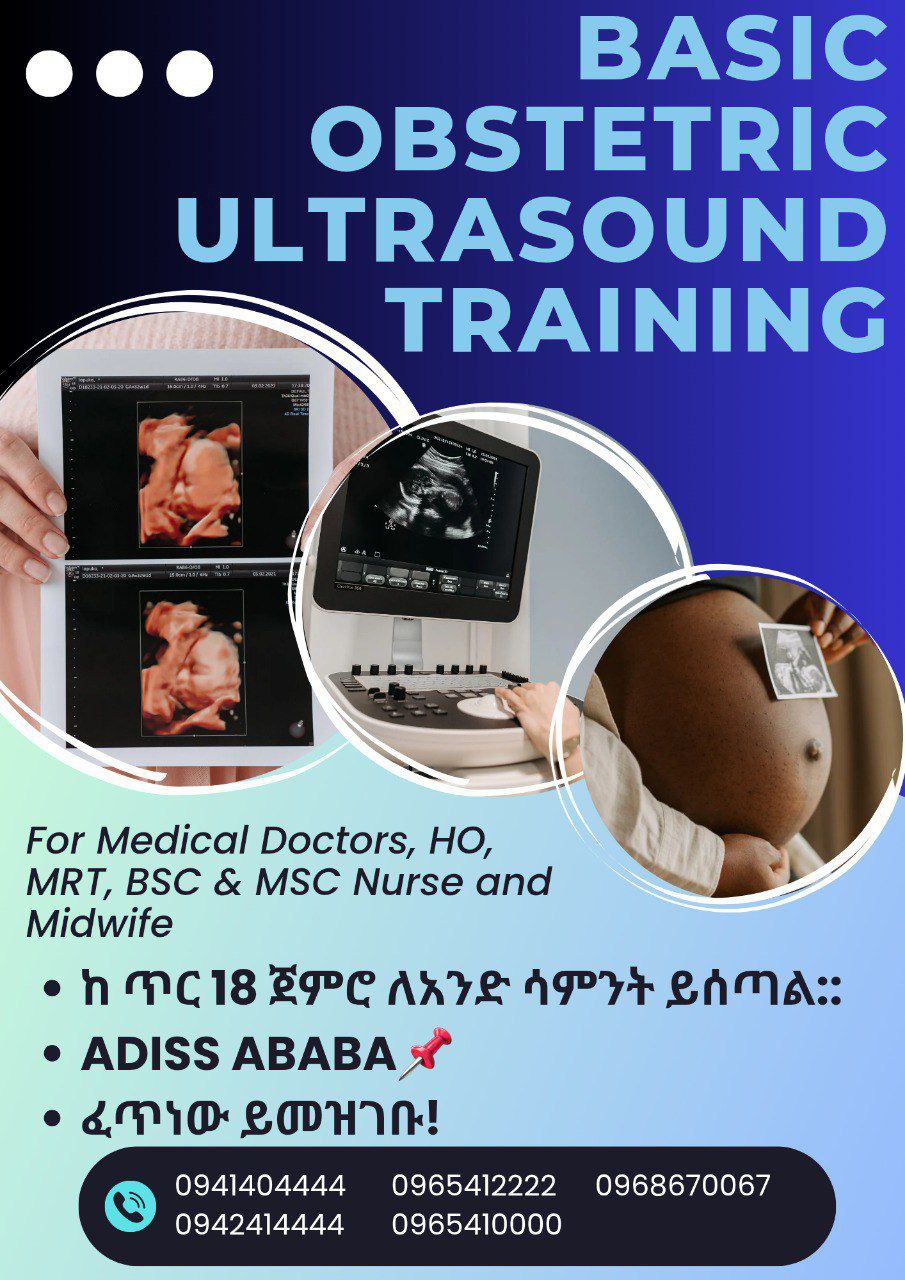 BASIC
OBSTETRIC
ULTRASOUND
TRAINING
For Medical Doctors, HO,
MRT, BSC & MSC Nurse and
Midwife
• ከ ጥር 18 ጀምሮ ለአንድ ሳምንት ይሰጣል::
• ADISS ABABA📌
• ፈጥነው ይመዝገቡ!
0941404444 0965412222 0968670067
0942414444 0965410000